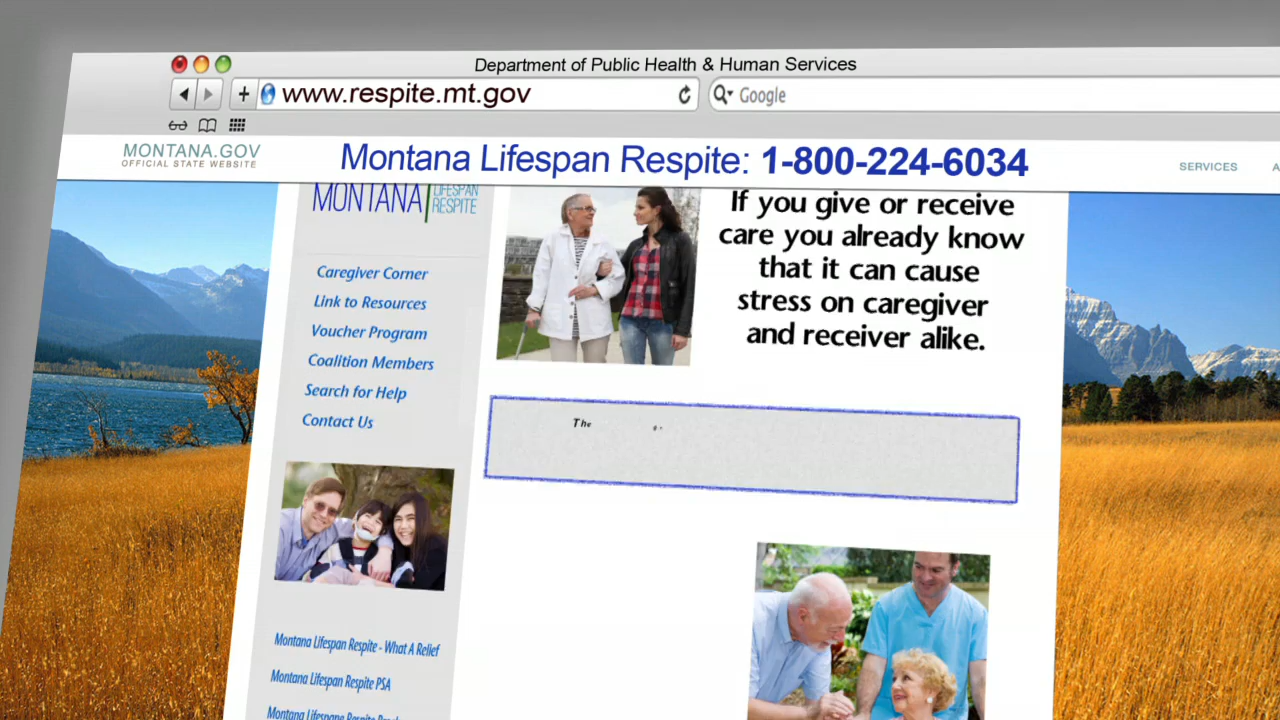 Department of Public Health & Human Services
www.respite.mt.gov
Google
MONTANA.GOV
OFFICIAL STATE WEBSITE
Montana Lifespan Respite: 1-800-224-6034
SERVICES
MONTANA LIFESPAN
RESPITE
If you give or receive
care you already know
that it can cause
stress on caregiver
and receiver alike.
Caregiver Corner
Link to Resources
Voucher Program
Coalition Members
Search for Help
Contact Us
The
Montana Lifespan Respite - What A Relief
Montana Lifespan Respite PSA